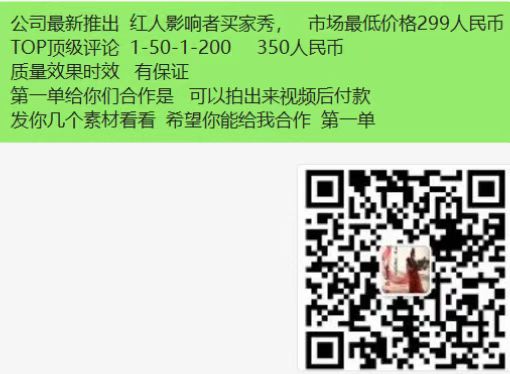 公司最新推出 红人影响者买家秀， 市场最低价格299人民币
TOP顶级评论 1-50-1-200 350人民币
质量效果时效 有保证
第一单给你们合作是 可以拍出来视频后付款
发你几个素材看看 希望你能给我合作 第一单